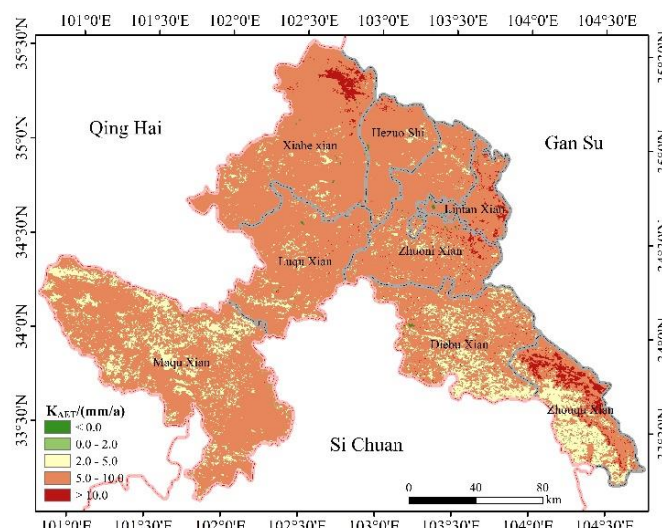 101°0'E 101°30'E 102°0'E 102°30'E 103°0'E 103°30'E 104°0'E 104°30'E
35°30'N
Qing Hai
Gan Su
Hezuo Shi
35°0'N
Xiahe xian
Lintan Xian
34°30'N
Zhuoni Xian
Luqu Xian
34°0'N
Diebu Xian
Maqu Xian
Zhouqu Xian
33°30'N
Si Chuan
K_AET/(mm/a)
< 0.0
0.0 - 2.0
2.0 - 5.0
5.0 - 10.0
> 10.0
0 40 80
km
101°0'E 101°30'E 102°0'E 102°30'E 103°0'E 103°30'E 104°0'E 104°30'E